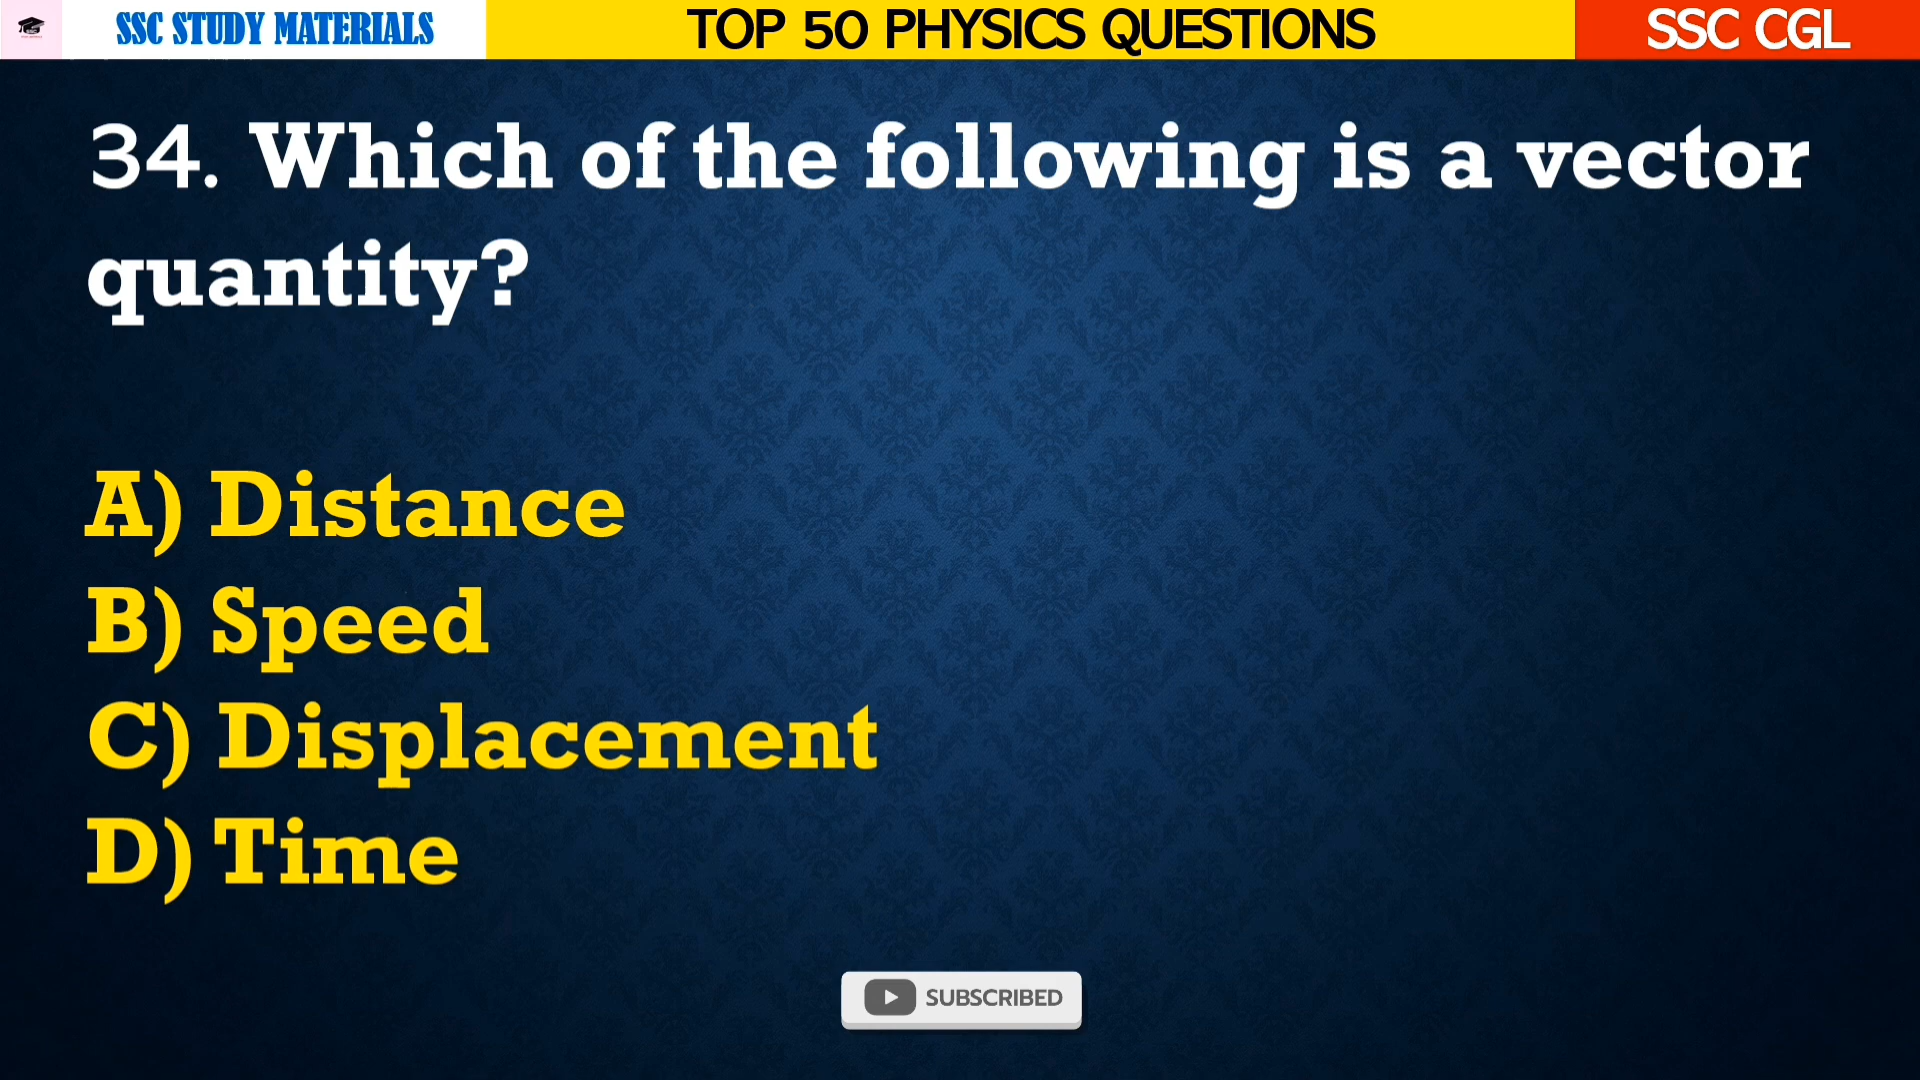 SSC STUDY MATERIALS
TOP 50 PHYSICS QUESTIONS
SSC CGL
34. Which of the following is a vector
quantity?
A) Distance
B) Speed
C) Displacement
D) Time
SUBSCRIBED